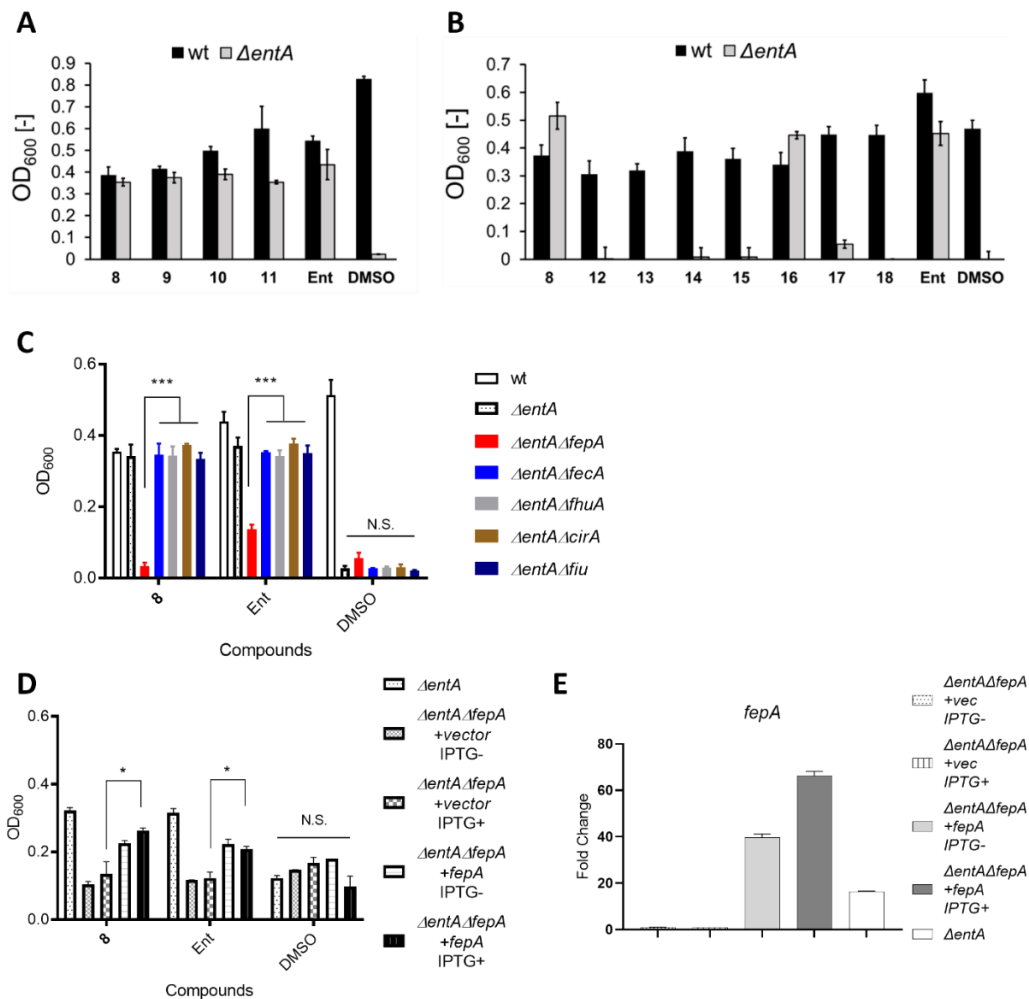 A
wt ΔentA
OD600 [-]
0.9
0.8
0.7
0.6
0.5
0.4
0.3
0.2
0.1
0
8 9 10 11 Ent DMSO
B
wt ΔentA
OD600 [-]
0.7
0.6
0.5
0.4
0.3
0.2
0.1
0
8 12 13 14 15 16 17 18 Ent DMSO
C
OD600
0.6
0.4
0.2
0.0
*** ***
N.S.
8 Ent DMSO
Compounds
wt
ΔentA
ΔentAΔfepA
ΔentAΔfecA
ΔentAΔfhuA
ΔentAΔcirA
ΔentAΔfiu
D
OD600
0.6
0.4
0.2
0.0
* * N.S.
8 Ent DMSO
Compounds
ΔentA
ΔentAΔfepA
+vector
IPTG-
ΔentAΔfepA
+vector
IPTG+
ΔentAΔfepA
+fepA
IPTG-
ΔentAΔfepA
+fepA
IPTG+
E
fepA
Fold Change
80
60
40
20
0
ΔentAΔfepA
+vec
IPTG-
ΔentAΔfepA
+vec
IPTG+
ΔentAΔfepA
+fepA
IPTG-
ΔentAΔfepA
+fepA
IPTG+
ΔentA